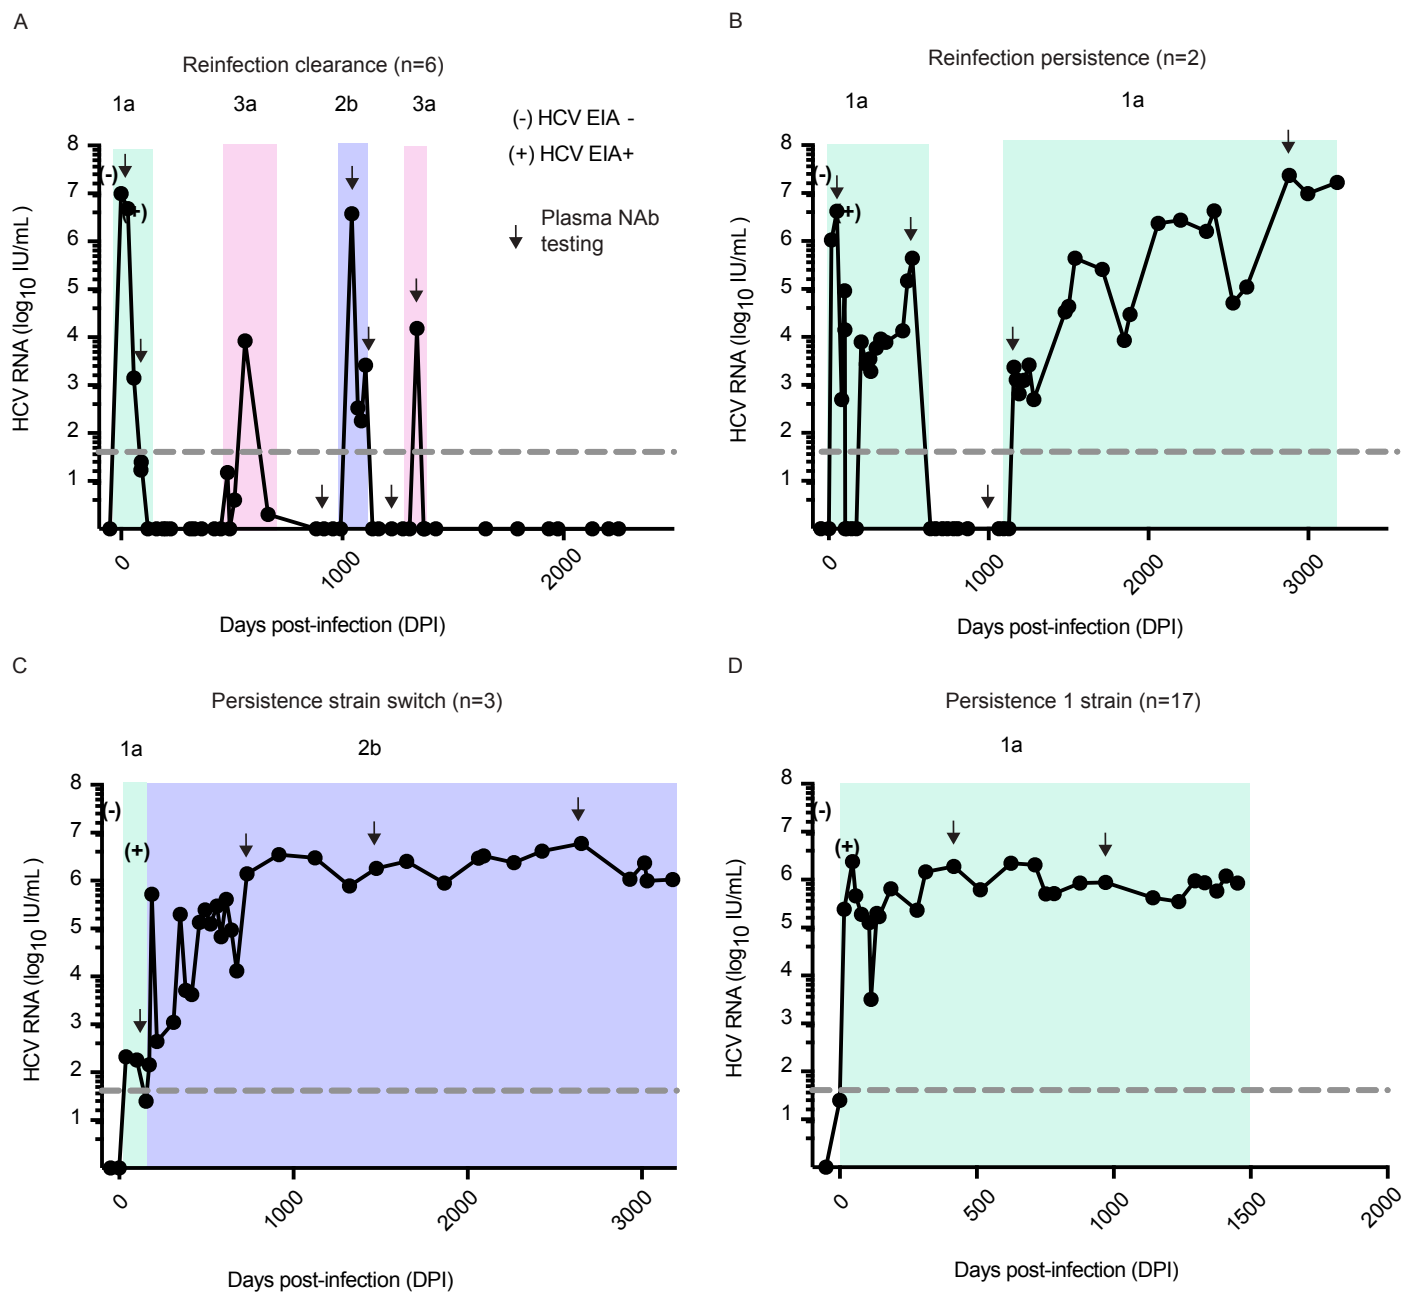 A
Reinfection clearance (n=6)
1a
3a
2b
3a
(-) HCV EIA -
(+) HCV EIA+
Plasma NAb
testing
(-)
(+)
HCV RNA (log10 IU/mL)
8
7
6
5
4
3
2
1
0
1000
2000
Days post-infection (DPI)
B
Reinfection persistence (n=2)
1a
1a
(-)
(+)
HCV RNA (log10 IU/mL)
8
7
6
5
4
3
2
1
0
1000
2000
3000
Days post-infection (DPI)
C
Persistence strain switch (n=3)
1a
2b
(-)
(+)
HCV RNA (log10 IU/mL)
8
7
6
5
4
3
2
1
0
1000
2000
3000
Days post-infection (DPI)
D
Persistence 1 strain (n=17)
1a
(-)
(+)
HCV RNA (log10 IU/mL)
8
7
6
5
4
3
2
1
0
500
1000
1500
2000
Days post-infection (DPI)